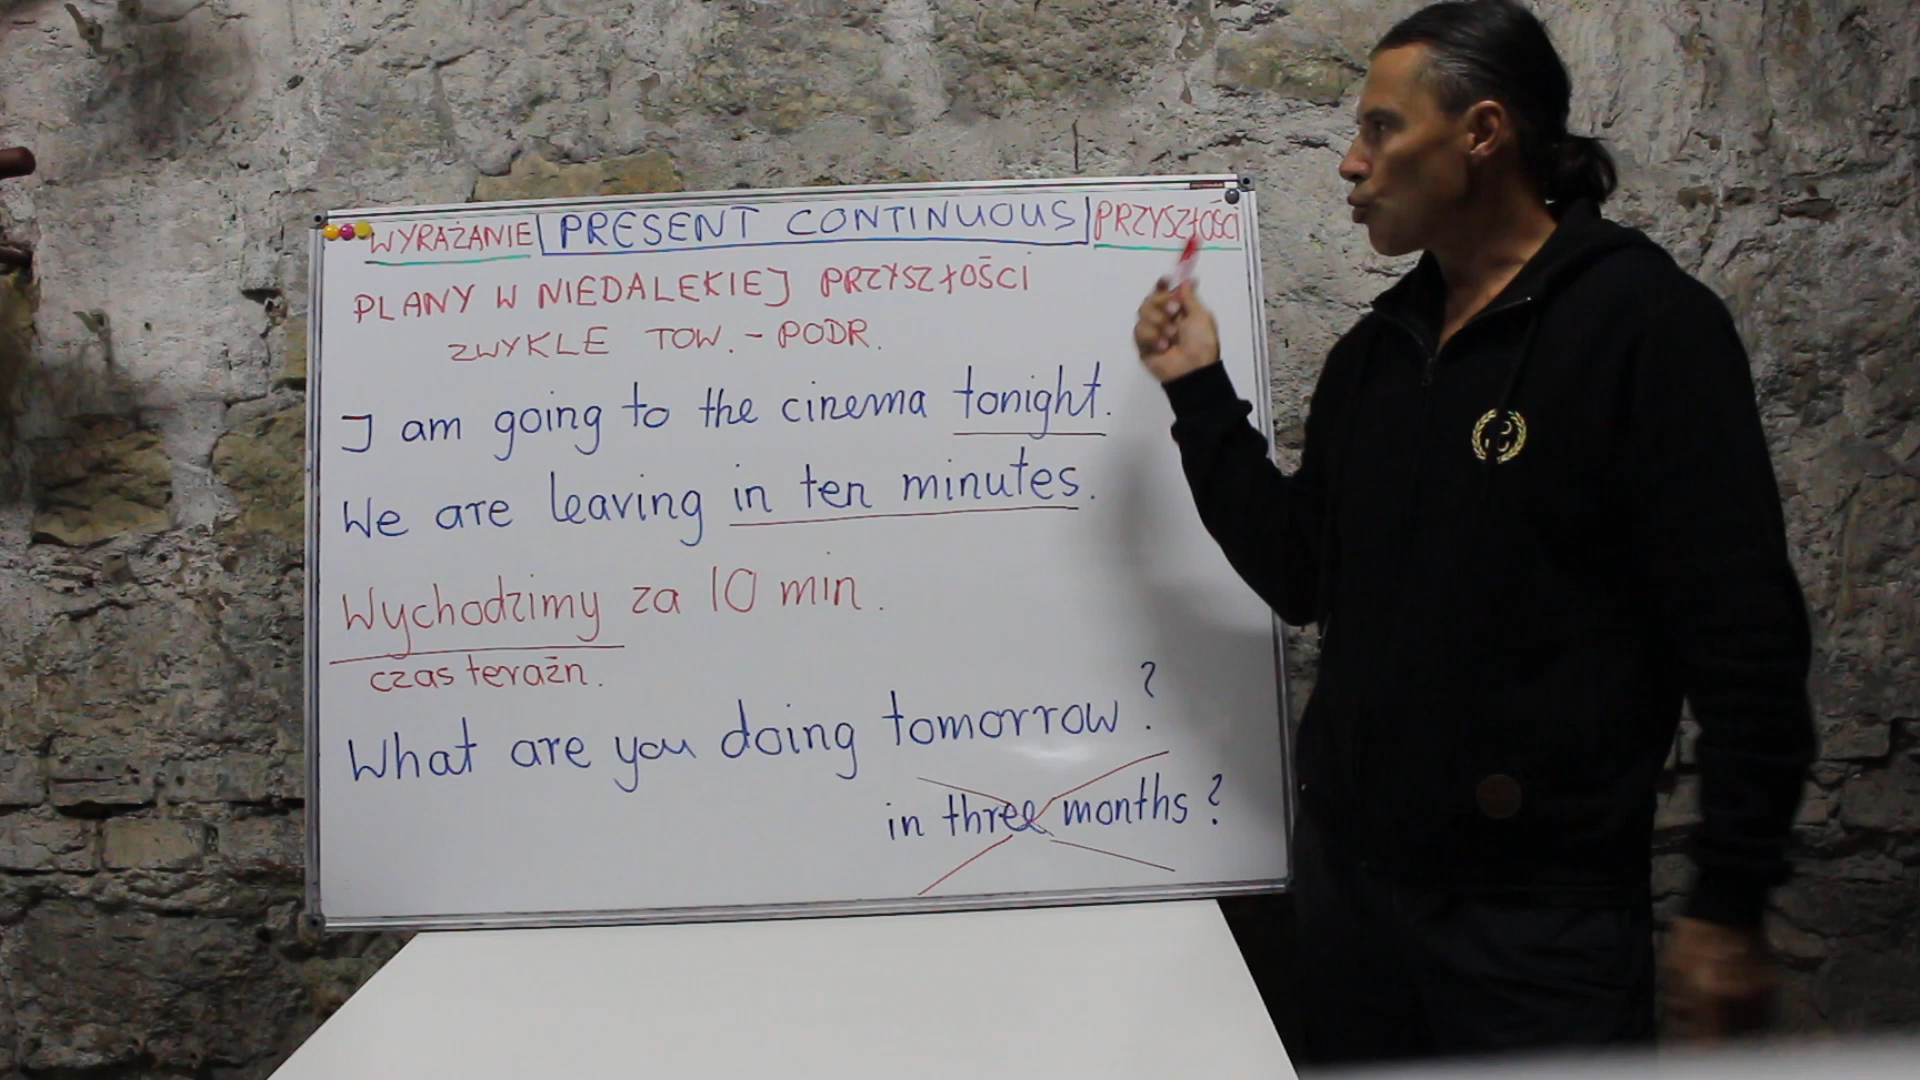 WYRAŻANIE PRESENT CONTINUOUS PRZYSZŁOŚCI
PLANY W NIEDALEKIEJ PRZYSZŁOŚCI
ZWYKLE TOW. - PODR.
I am going to the cinema tonight.
We are leaving in ten minutes.
Wychodzimy za 10 min.
czas teraźn.
What are you doing tomorrow?
in three months?